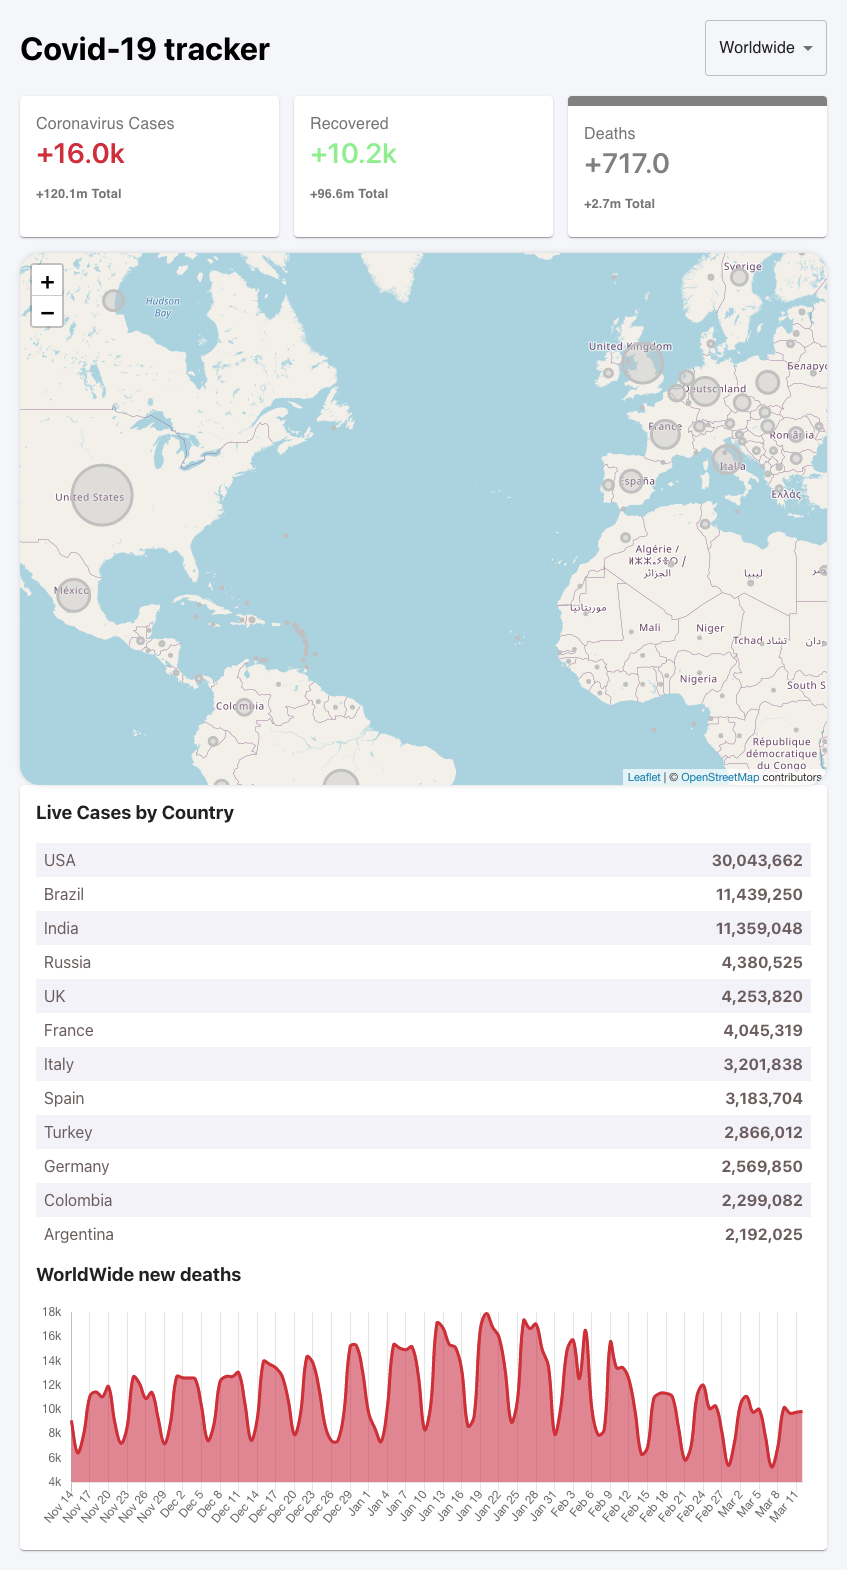 Covid-19 tracker
Worldwide
Coronavirus Cases
+16.0k
+120.1m Total
Recovered
+10.2k
+96.6m Total
Deaths
+717.0
+2.7m Total
+
−
Hudson
Bay
Sverige
United Kingdom
Беларусь
Deutschland
France
România
Italia
España
Ελλάς
United States
México
Algérie /
الجزائر
ليبيا
موريتانيا
Mali
Niger
Tchad تشاد
Nigeria
South S
Colombia
République
démocratique
du Congo
Leaflet | © OpenStreetMap contributors
Live Cases by Country
USA 30,043,662
Brazil 11,439,250
India 11,359,048
Russia 4,380,525
UK 4,253,820
France 4,045,319
Italy 3,201,838
Spain 3,183,704
Turkey 2,866,012
Germany 2,569,850
Colombia 2,299,082
Argentina 2,192,025
WorldWide new deaths
18k
16k
14k
12k
10k
8k
6k
4k
Nov 14
Nov 17
Nov 20
Nov 23
Nov 26
Nov 29
Dec 2
Dec 5
Dec 8
Dec 11
Dec 14
Dec 17
Dec 20
Dec 23
Dec 26
Dec 29
Jan 1
Jan 4
Jan 7
Jan 10
Jan 13
Jan 16
Jan 19
Jan 22
Jan 25
Jan 28
Jan 31
Feb 3
Feb 6
Feb 9
Feb 12
Feb 15
Feb 18
Feb 21
Feb 24
Feb 27
Mar 2
Mar 5
Mar 8
Mar 11